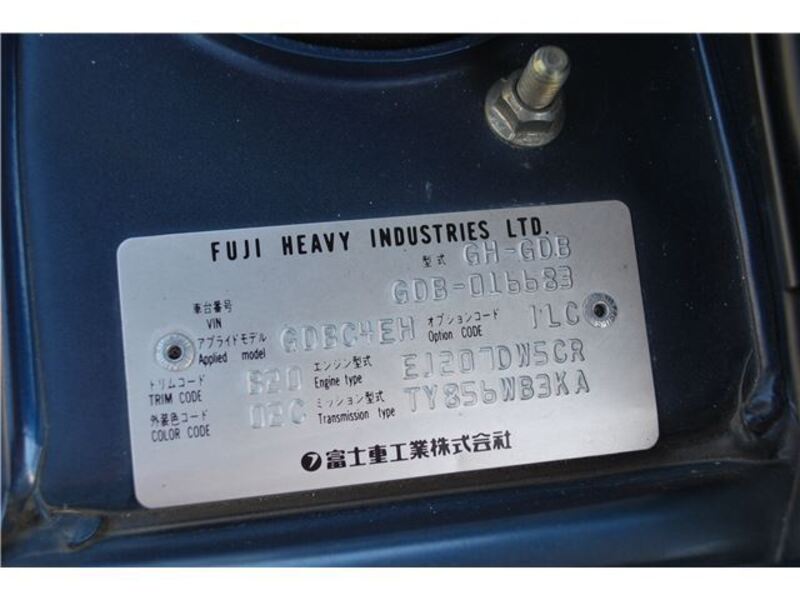 FUJI HEAVY INDUSTRIES LTD.
型式 GH-GDB
車台番号 GDB-016683
VIN
アプライドモデル GDBC4EH オプションコード 1LC
Applied model Option CODE
トリムコード B20 エンジン型式 EJ207DW5CR
TRIM CODE Engine type
外装色コード 02C ミッション型式 TY856WB3KA
COLOR CODE Transmission type
富士重工業株式会社